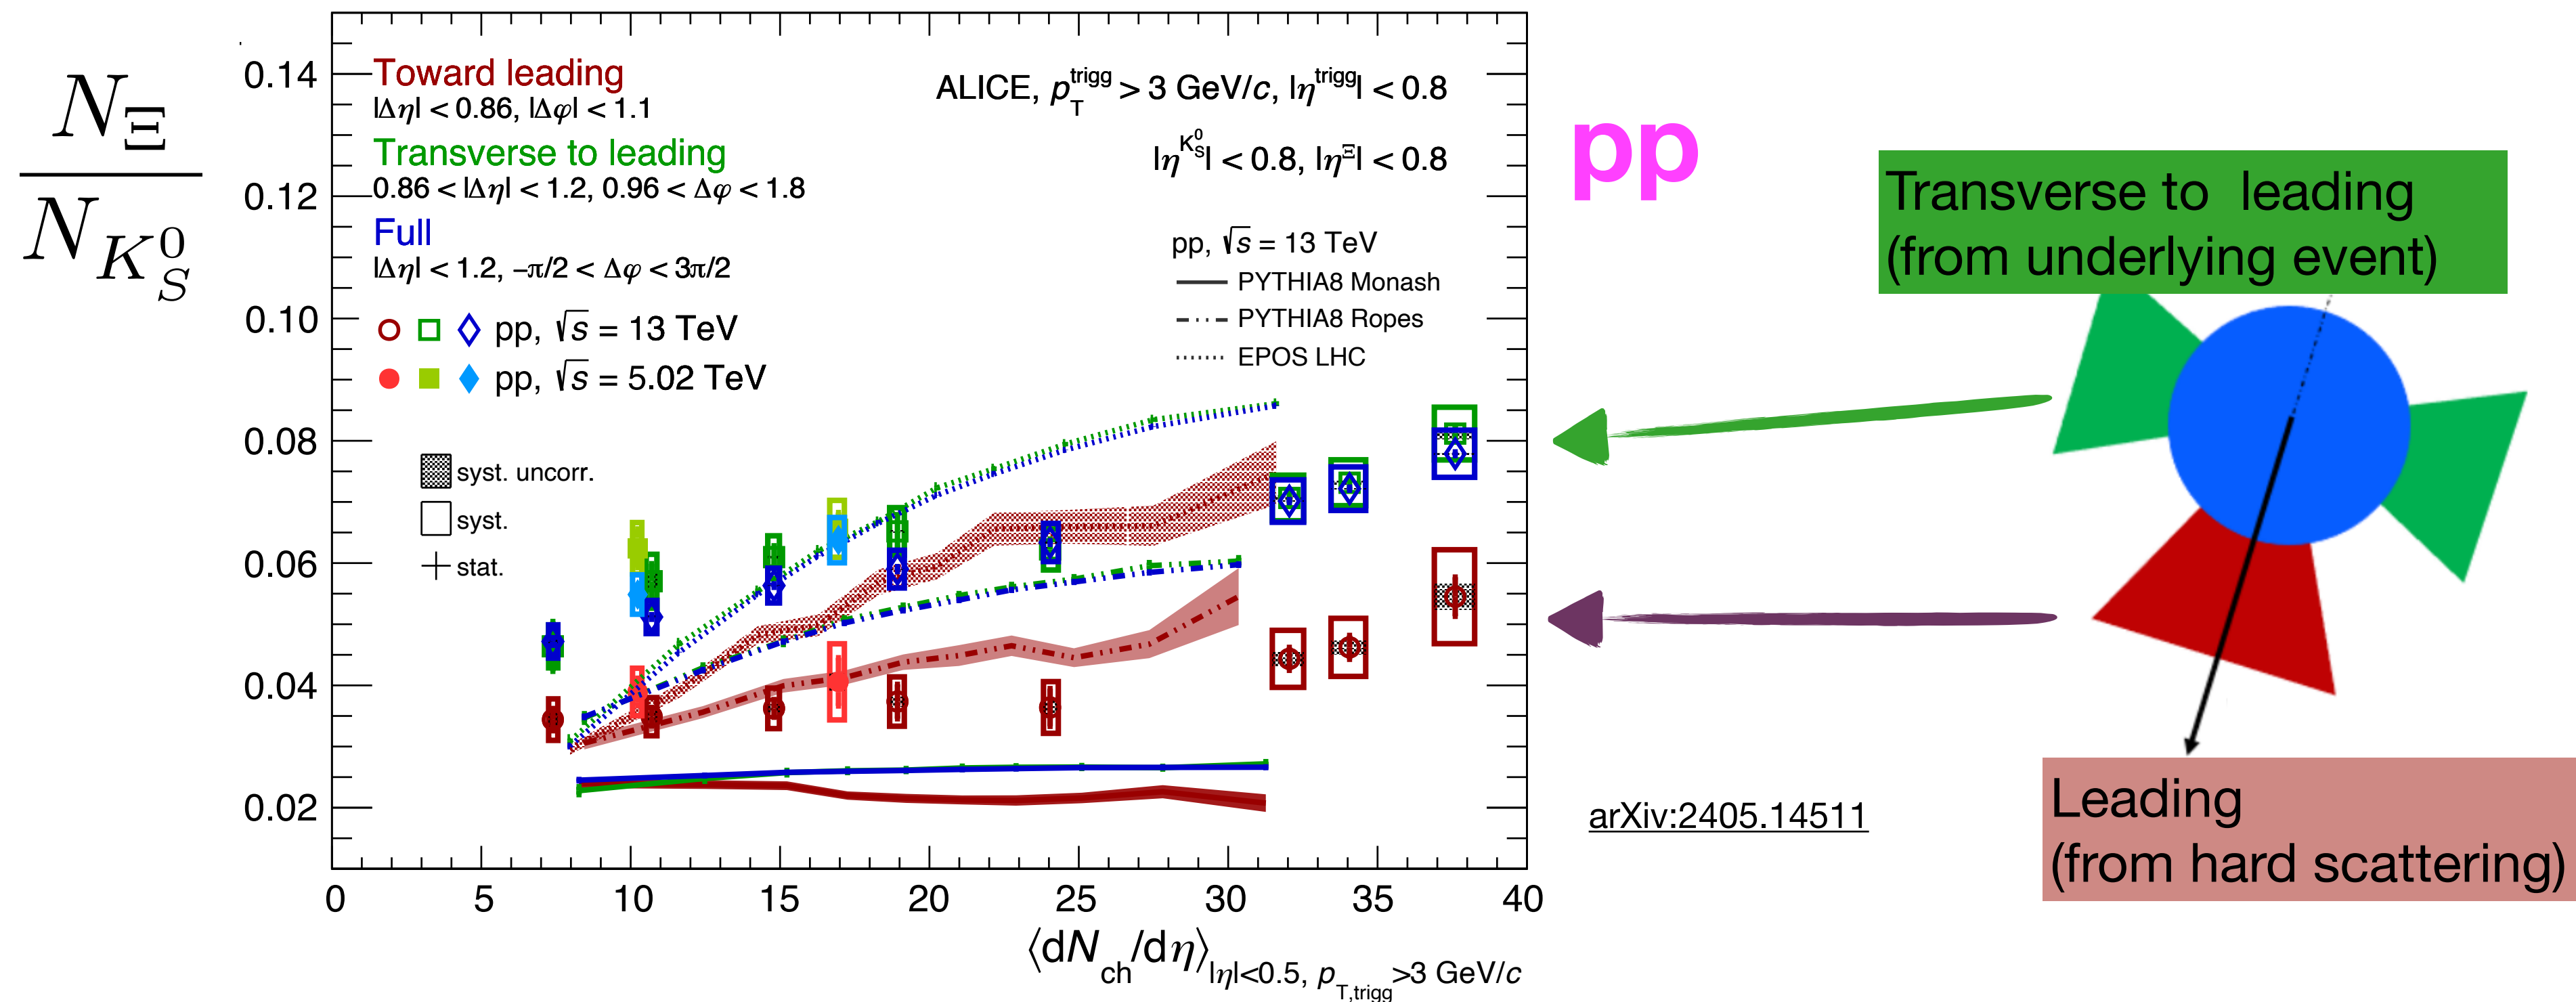 N_Ξ
N_{K_S^0}
0.14
0.12
0.10
0.08
0.06
0.04
0.02
Toward leading
|Δη| < 0.86, |Δφ| < 1.1
Transverse to leading
0.86 < |Δη| < 1.2, 0.96 < Δφ < 1.8
Full
|Δη| < 1.2, −π/2 < Δφ < 3π/2
pp, √s = 13 TeV
pp, √s = 5.02 TeV
syst. uncorr.
syst.
stat.
ALICE, p_T^trigg > 3 GeV/c, |η^trigg| < 0.8
|η^{K_S^0}| < 0.8, |η^Ξ| < 0.8
pp, √s = 13 TeV
PYTHIA8 Monash
PYTHIA8 Ropes
EPOS LHC
0 5 10 15 20 25 30 35 40
⟨dN_ch/dη⟩_{|η|<0.5, p_{T,trigg}>3 GeV/c}
pp
Transverse to leading
(from underlying event)
arXiv:2405.14511
Leading
(from hard scattering)